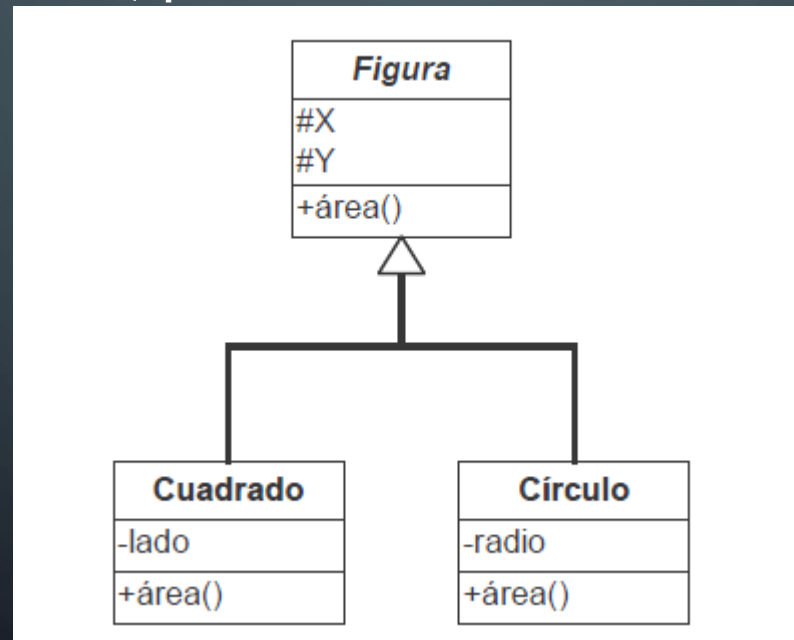 Figura
#X
#Y
+área()
Cuadrado
-lado
+área()
Círculo
-radio
+área()